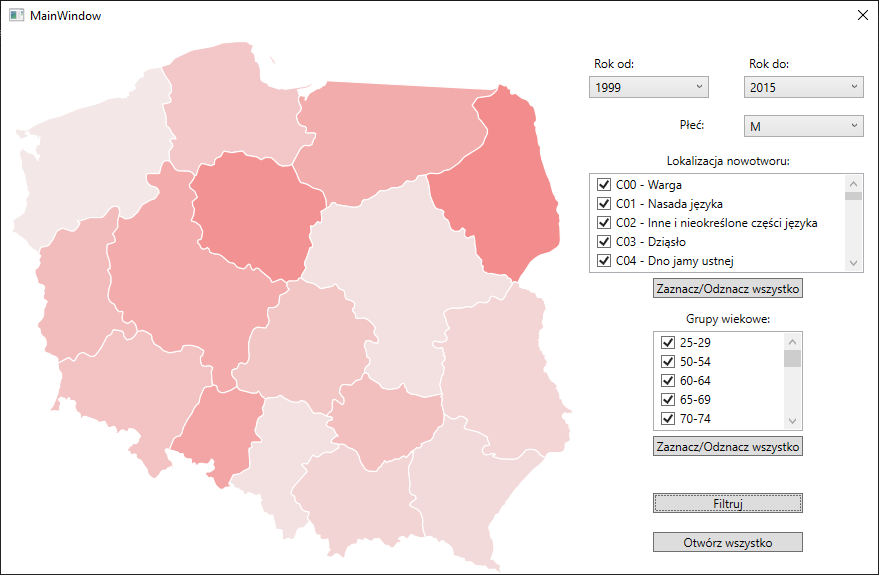 MainWindow
Rok od:
Rok do:
1999
2015
Płeć:
M
Lokalizacja nowotworu:
C00 - Warga
C01 - Nasada języka
C02 - Inne i nieokreślone części języka
C03 - Dziąsło
C04 - Dno jamy ustnej
Zaznacz/Odznacz wszystko
Grupy wiekowe:
25-29
50-54
60-64
65-69
70-74
Zaznacz/Odznacz wszystko
Filtruj
Otwórz wszystko